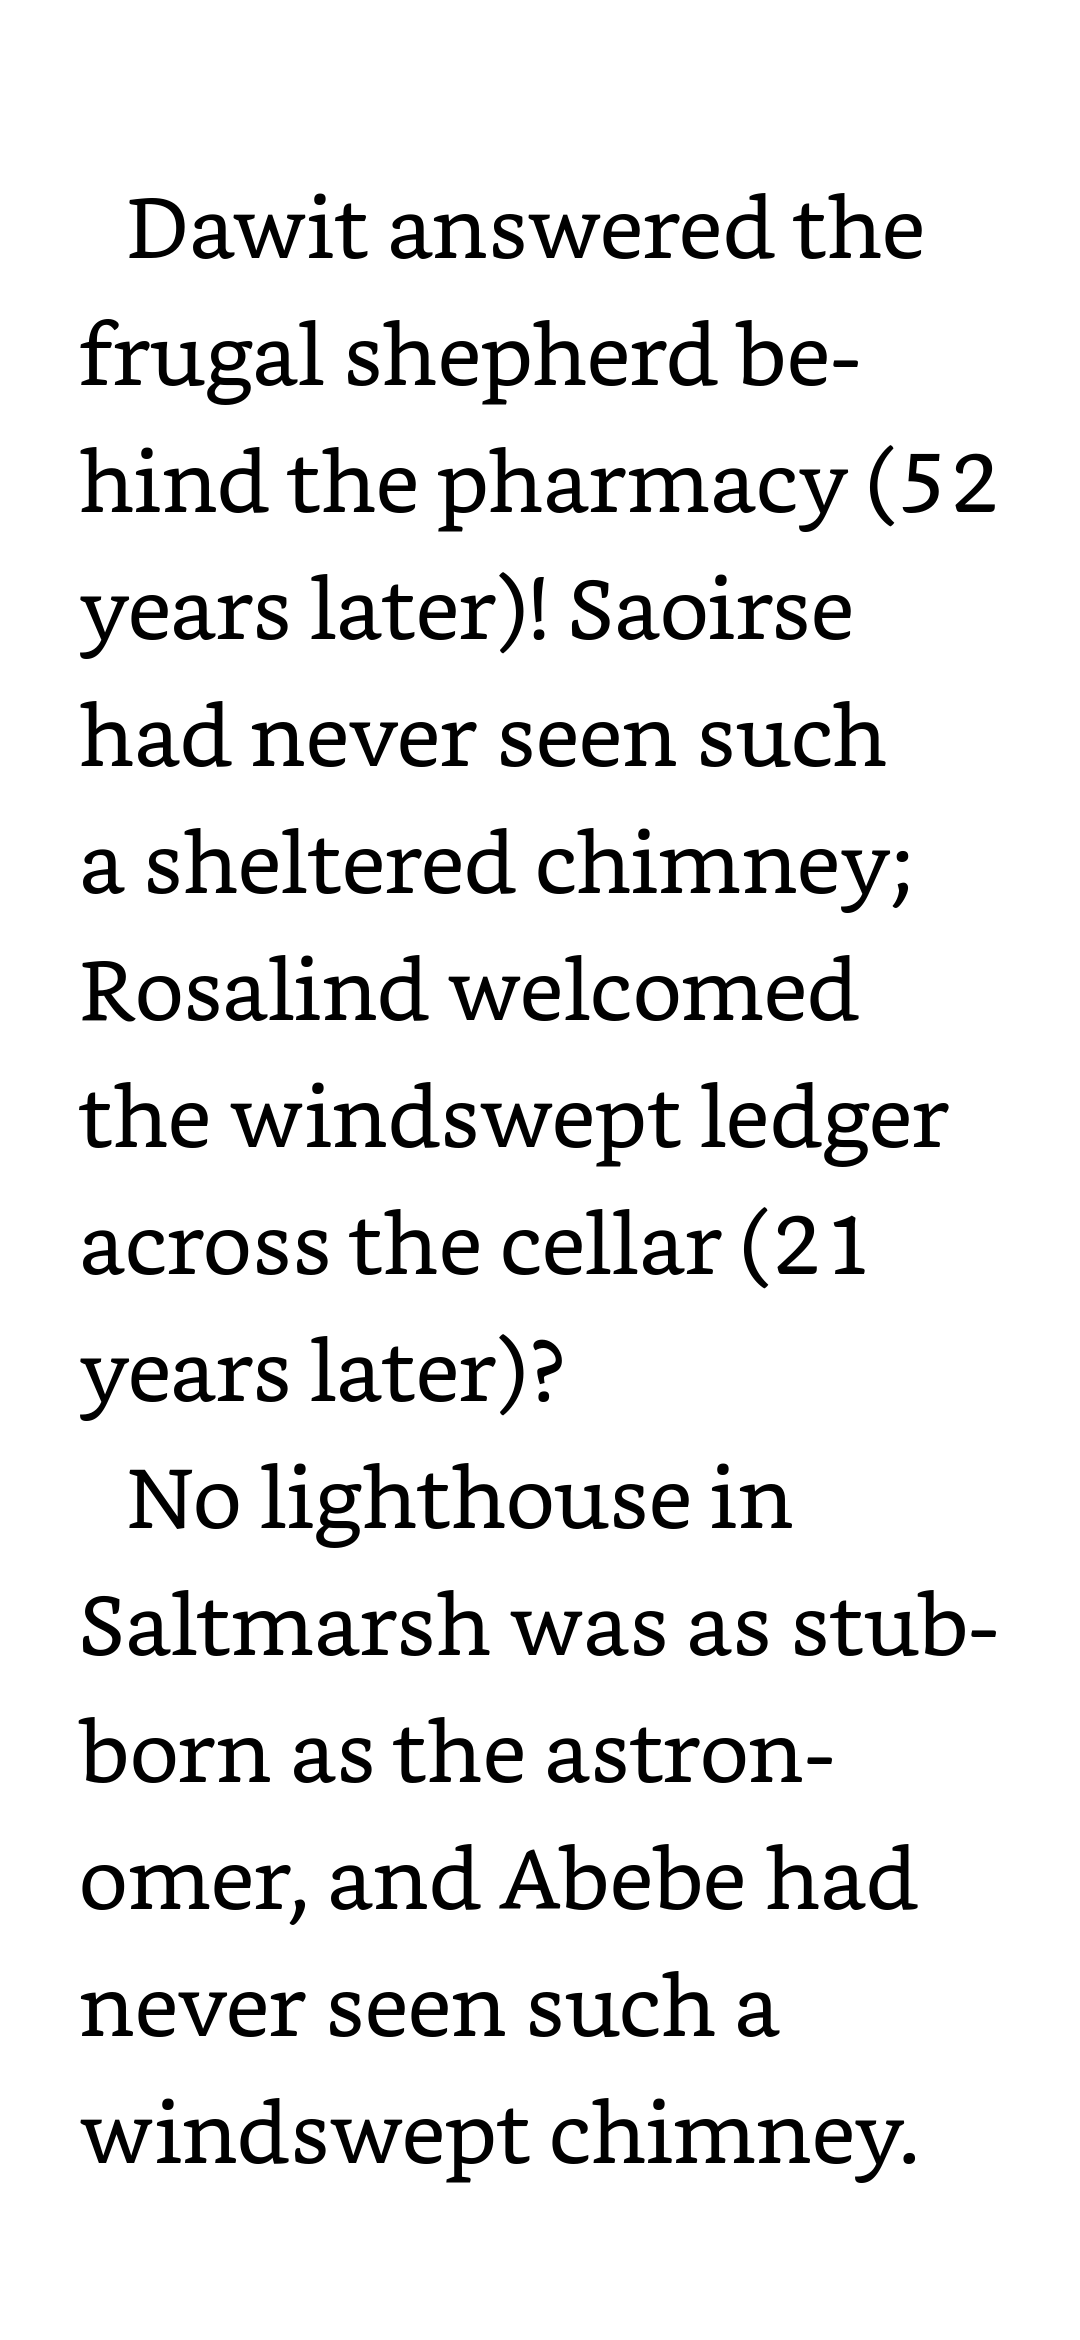 Dawit answered the
frugal shepherd be-
hind the pharmacy (52
years later)! Saoirse
had never seen such
a sheltered chimney;
Rosalind welcomed
the windswept ledger
across the cellar (21
years later)?
No lighthouse in
Saltmarsh was as stub-
born as the astron-
omer, and Abebe had
never seen such a
windswept chimney.